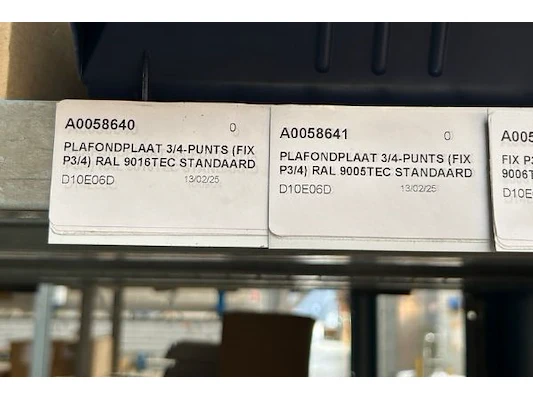 A0058640 0
PLAFONDPLAAT 3/4-PUNTS (FIX
P3/4) RAL 9016TEC STANDAARD
D10E06D 13/02/25
A0058641 0
PLAFONDPLAAT 3/4-PUNTS (FIX
P3/4) RAL 9005TEC STANDAARD
D10E06D 13/02/25
A005
FIX P
9006T
D10E